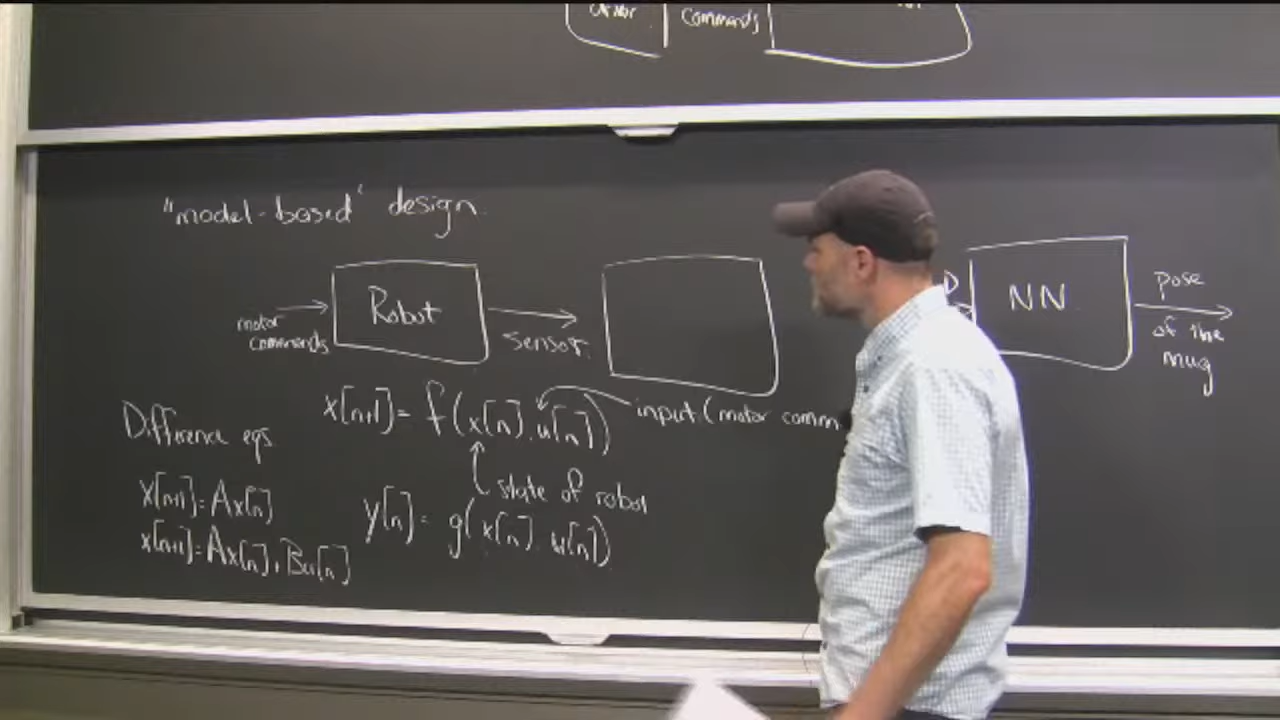 commands
"model-based" design.
motor
commands
Robot
sensor.
NN
pose
of the
mug
Difference eqs.
x[n+1] = f(x[n], u[n])
input (motor comm
state of robot
x[n+1] = Ax[n]
x[n+1] = Ax[n] + Bu[n]
y[n] = g(x[n], u[n])